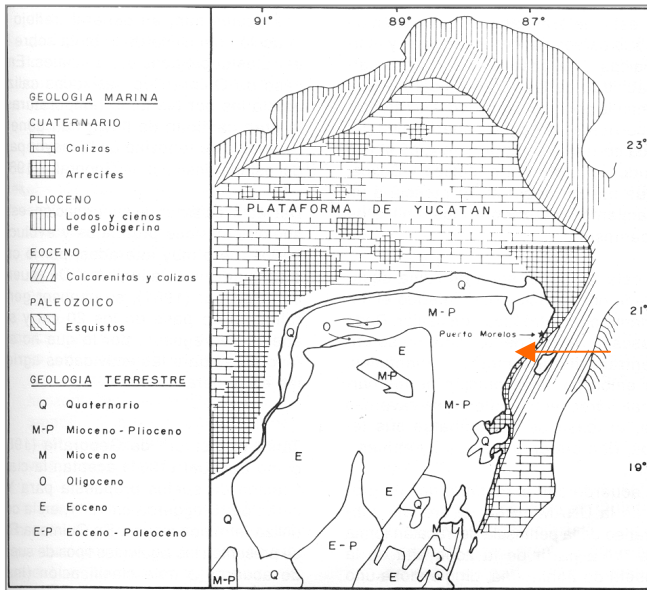 91°
89°
87°
GEOLOGIA MARINA
CUATERNARIO
Calizas
Arrecifes
PLIOCENO
Lodos y cienos
de globigerina
EOCENO
Calcarenitas y calizas
PALEOZOICO
Esquistos
GEOLOGIA TERRESTRE
Q Quaternario
M-P Mioceno - Plioceno
M Mioceno
O Oligoceno
E Eoceno
E-P Eoceno - Paleoceno
23°
PLATAFORMA DE YUCATAN
Q
M-P
21°
Q
O
Puerto Morelos
E
M-P
M-P
Q
19°
E
E
Q
Q
M
E-P
M-P
Q
E
Q